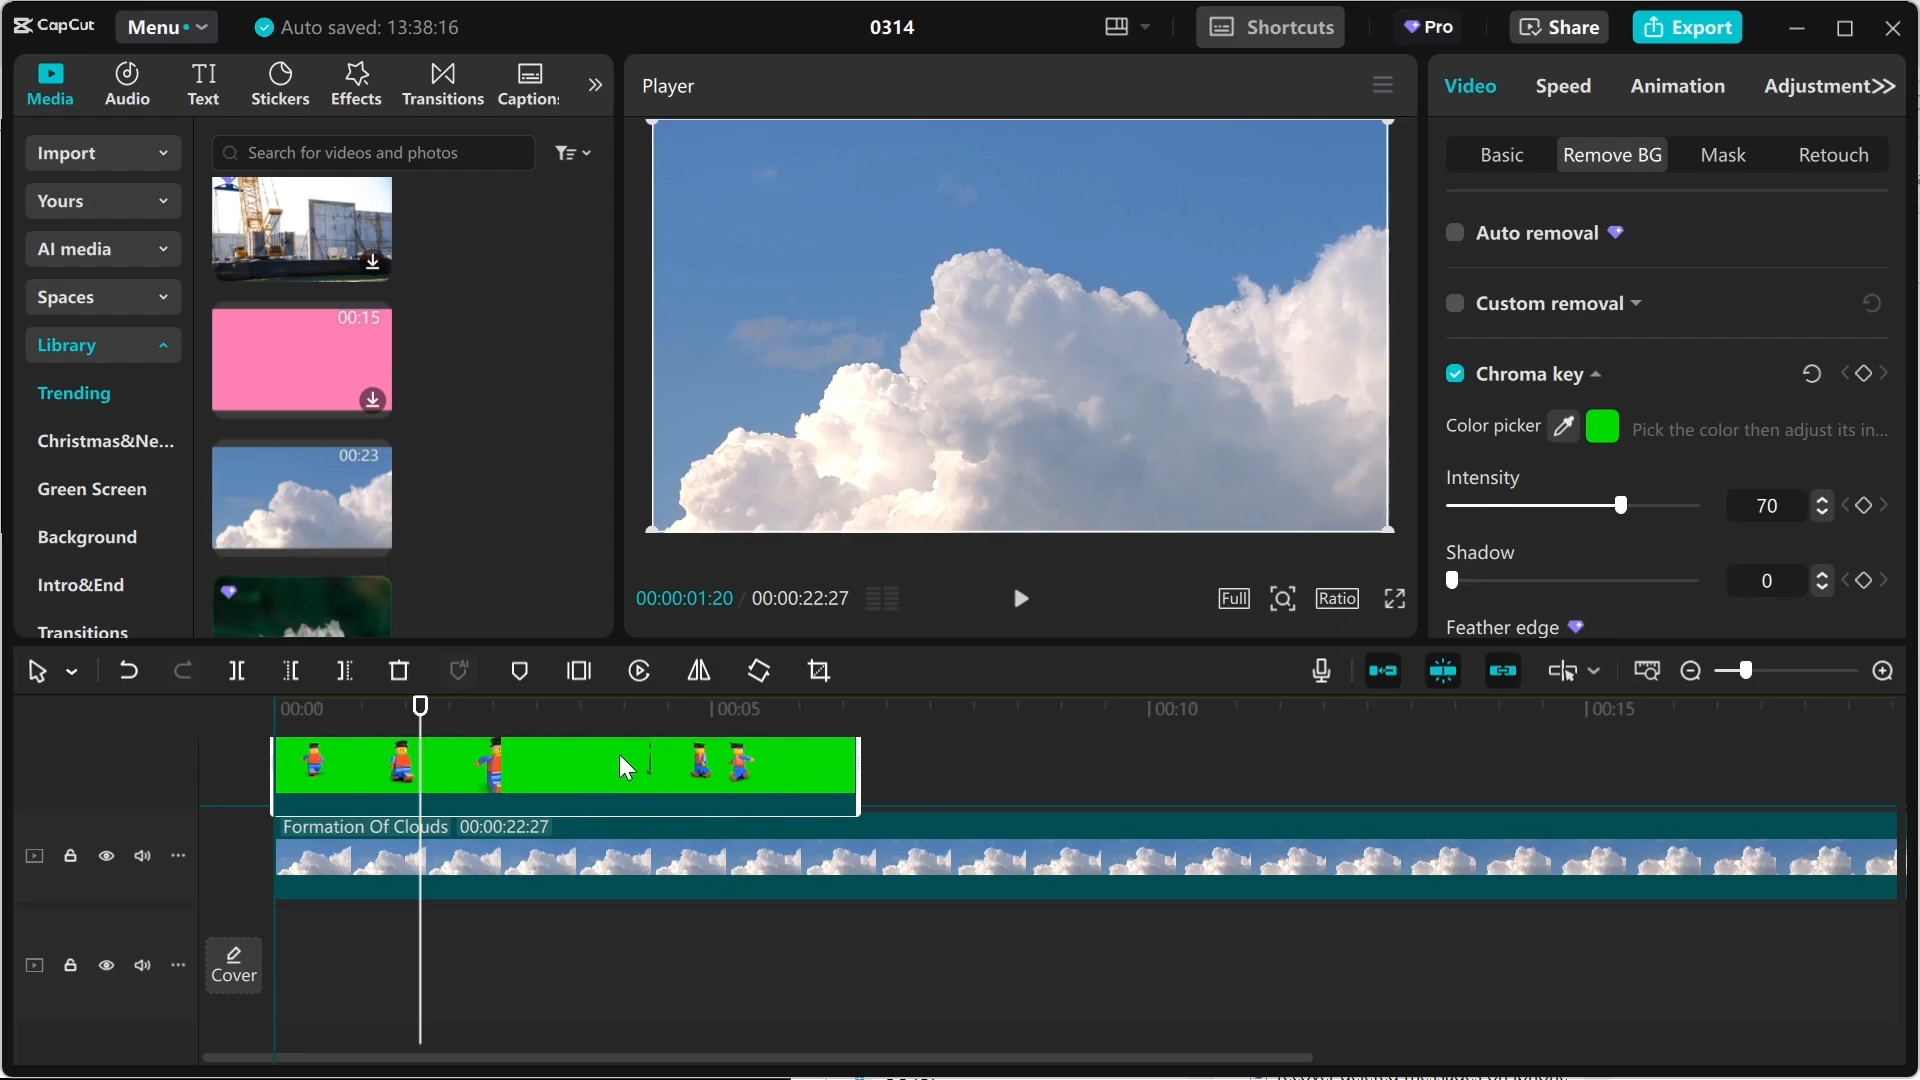 CapCut
Menu
Auto saved: 13:38:16
0314
Shortcuts
Pro
Share
Export
Media
Audio
Text
Stickers
Effects
Transitions
Caption
Player
Video
Speed
Animation
Adjustment
Import
Yours
AI media
Spaces
Library
Trending
Christmas&Ne...
Green Screen
Background
Intro&End
Transitions
Search for videos and photos
00:15
00:23
00:00:01:20 / 00:00:22:27
Full
Ratio
Basic
Remove BG
Mask
Retouch
Auto removal
Custom removal
Chroma key
Color picker
Pick the color then adjust its in...
Intensity
70
Shadow
0
Feather edge
AI
00:00
00:05
00:10
00:15
Formation Of Clouds 00:00:22:27
Cover